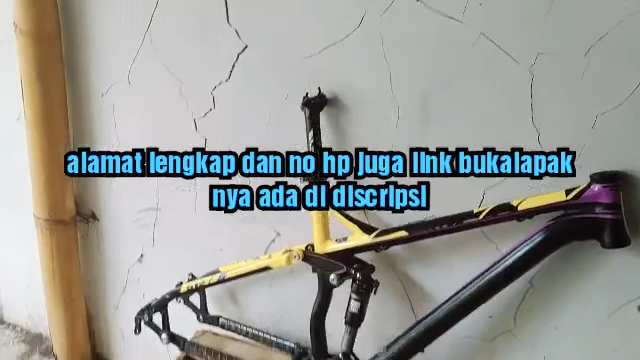 alamat lengkap dan no hp juga link bukalapak
nya ada di discripsi